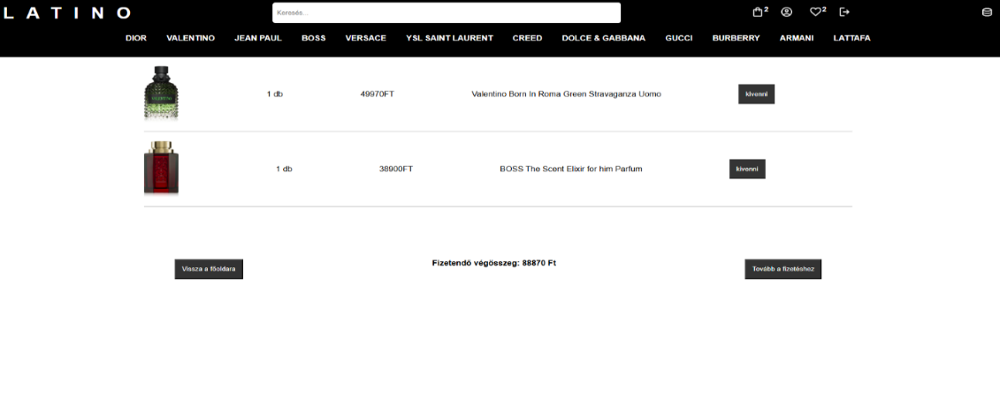 LATINO
Keresés...
2
2
DIOR VALENTINO JEAN PAUL BOSS VERSACE YSL SAINT LAURENT CREED DOLCE & GABBANA GUCCI BURBERRY ARMANI LATTAFA
VALENTINO
1 db 49970FT Valentino Born In Roma Green Stravaganza Uomo kivenni
1 db 38900FT BOSS The Scent Elixir for him Parfum kivenni
Vissza a főoldara Fizetendő végösszeg: 88870 Ft Tovább a fizetéshez